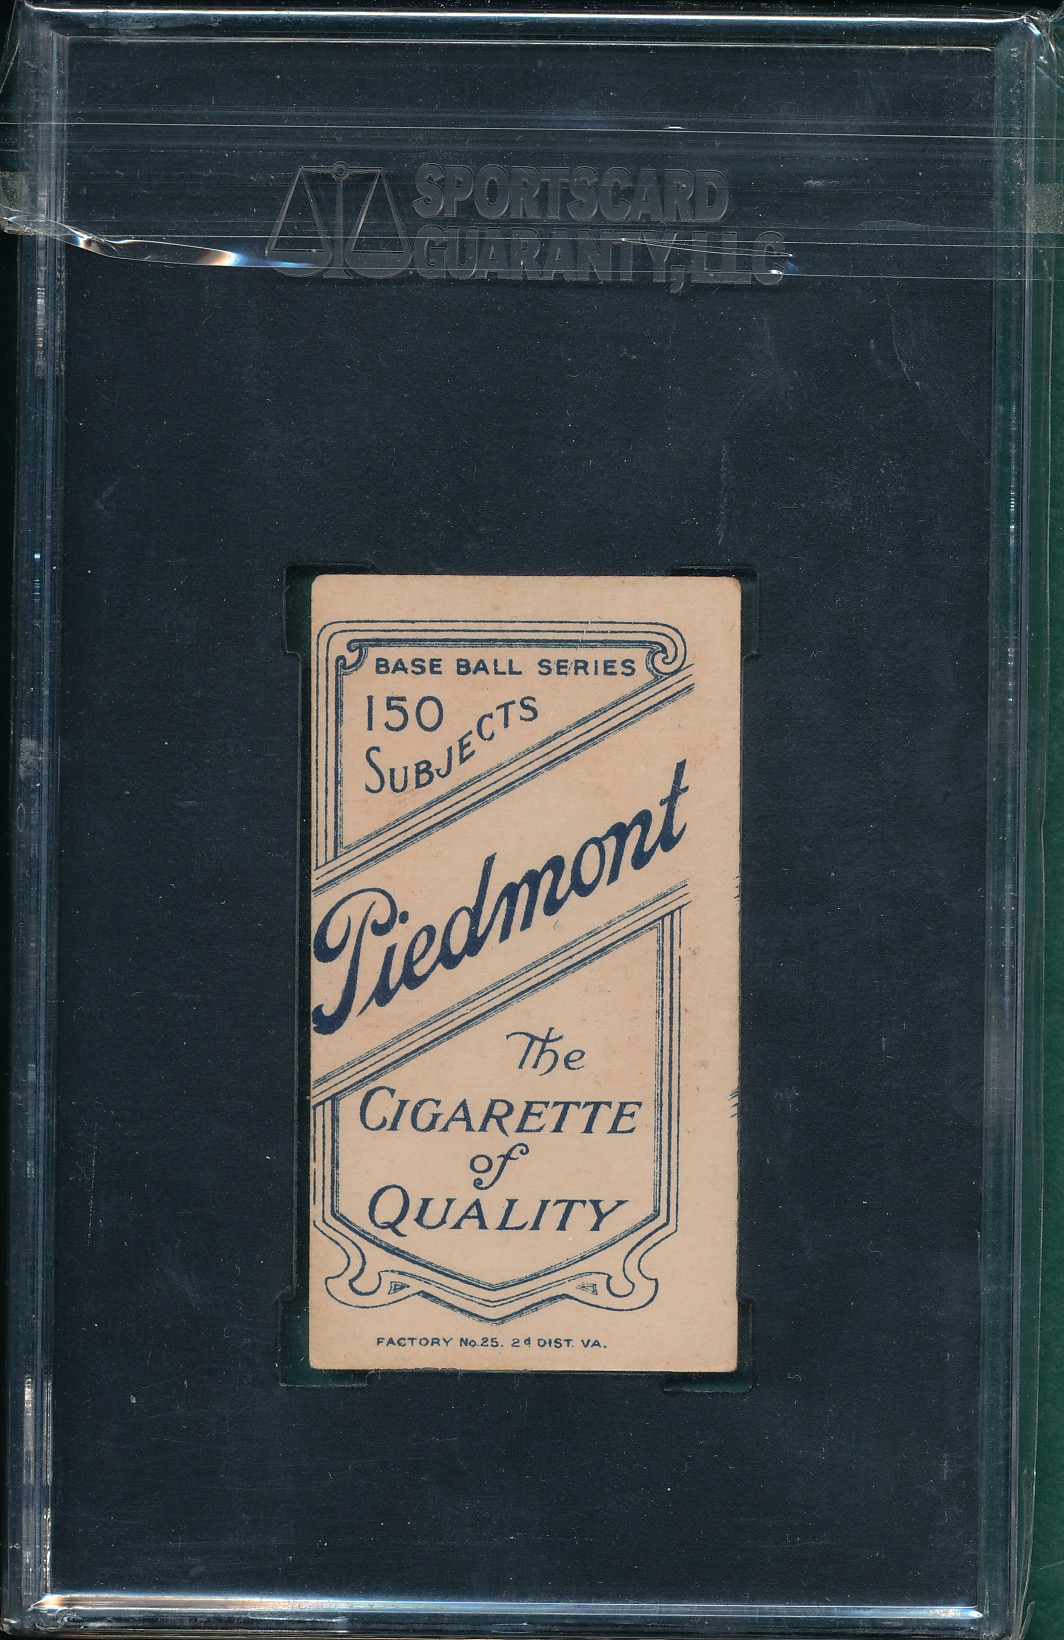 SPORTSCARD
GUARANTY, LLC
BASE BALL SERIES
150
SUBJECTS
Piedmont
The
CIGARETTE
of
QUALITY
FACTORY No. 25. 2d DIST. VA.